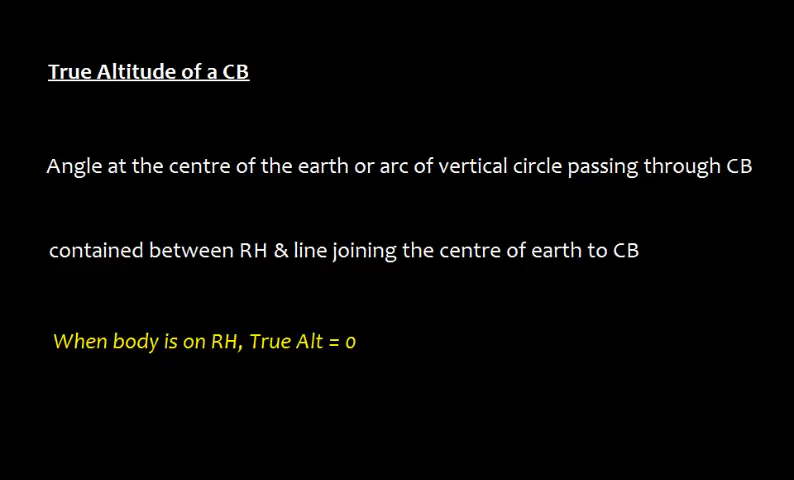 True Altitude of a CB
Angle at the centre of the earth or arc of vertical circle passing through CB
contained between RH & line joining the centre of earth to CB
When body is on RH, True Alt = 0